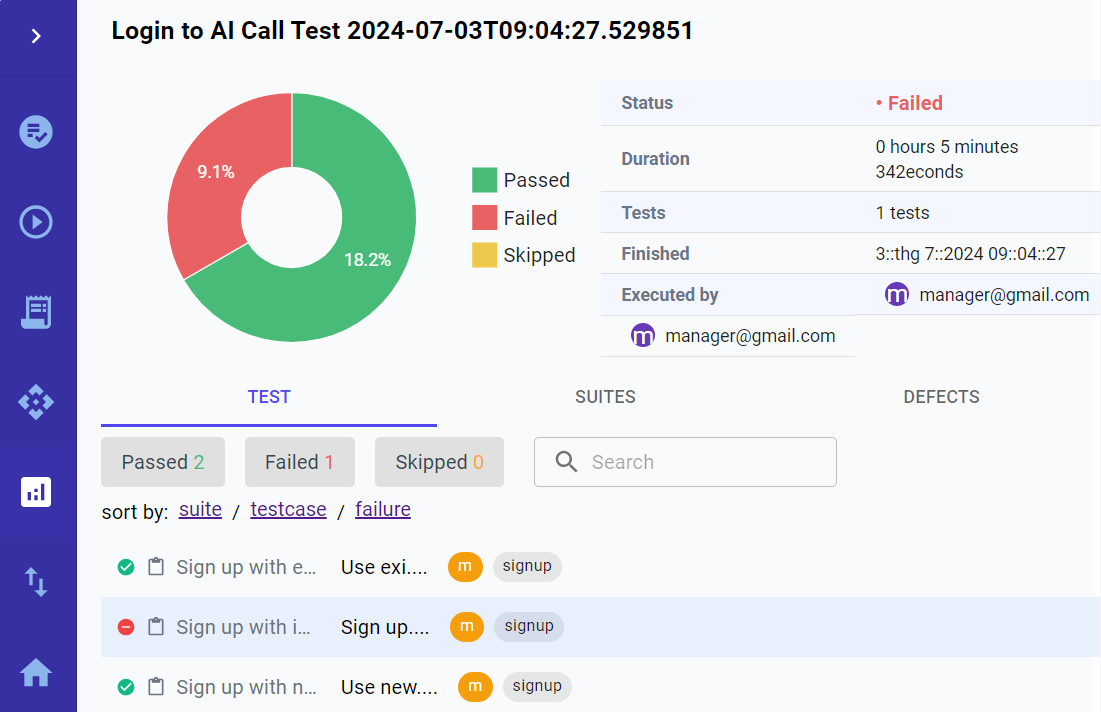 Login to AI Call Test 2024-07-03T09:04:27.529851
9.1%
18.2%
Passed
Failed
Skipped
Status
• Failed
Duration
0 hours 5 minutes
342econds
Tests
1 tests
Finished
3::thg 7::2024 09::04::27
Executed by
m manager@gmail.com
m manager@gmail.com
TEST SUITES DEFECTS
Passed 2 Failed 1 Skipped 0 Search
sort by: suite / testcase / failure
Sign up with e... Use exi.... m signup
Sign up with i... Sign up.... m signup
Sign up with n... Use new.... m signup